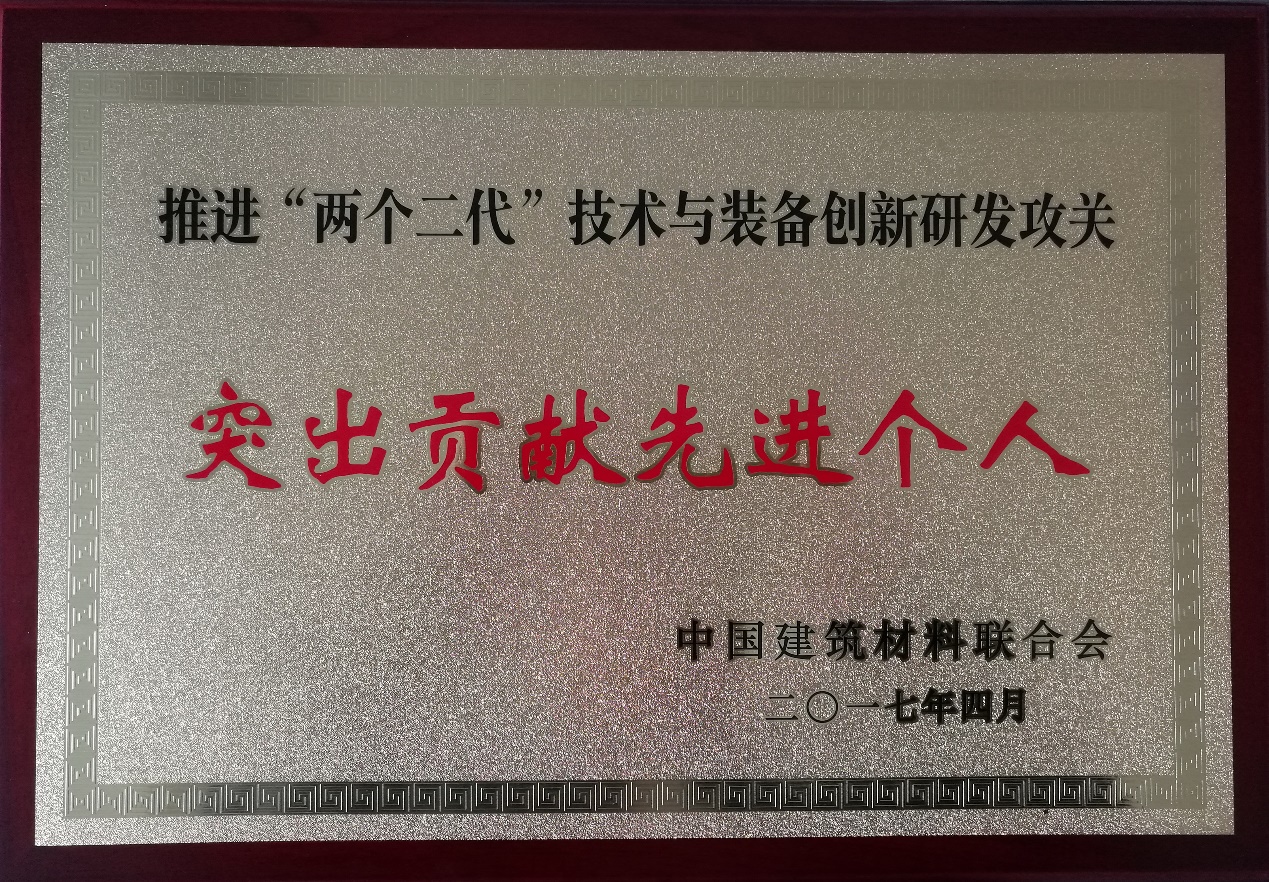 推进“两个二代”技术与装备创新研发攻关
突出贡献先进个人
中国建筑材料联合会
二〇一七年四月